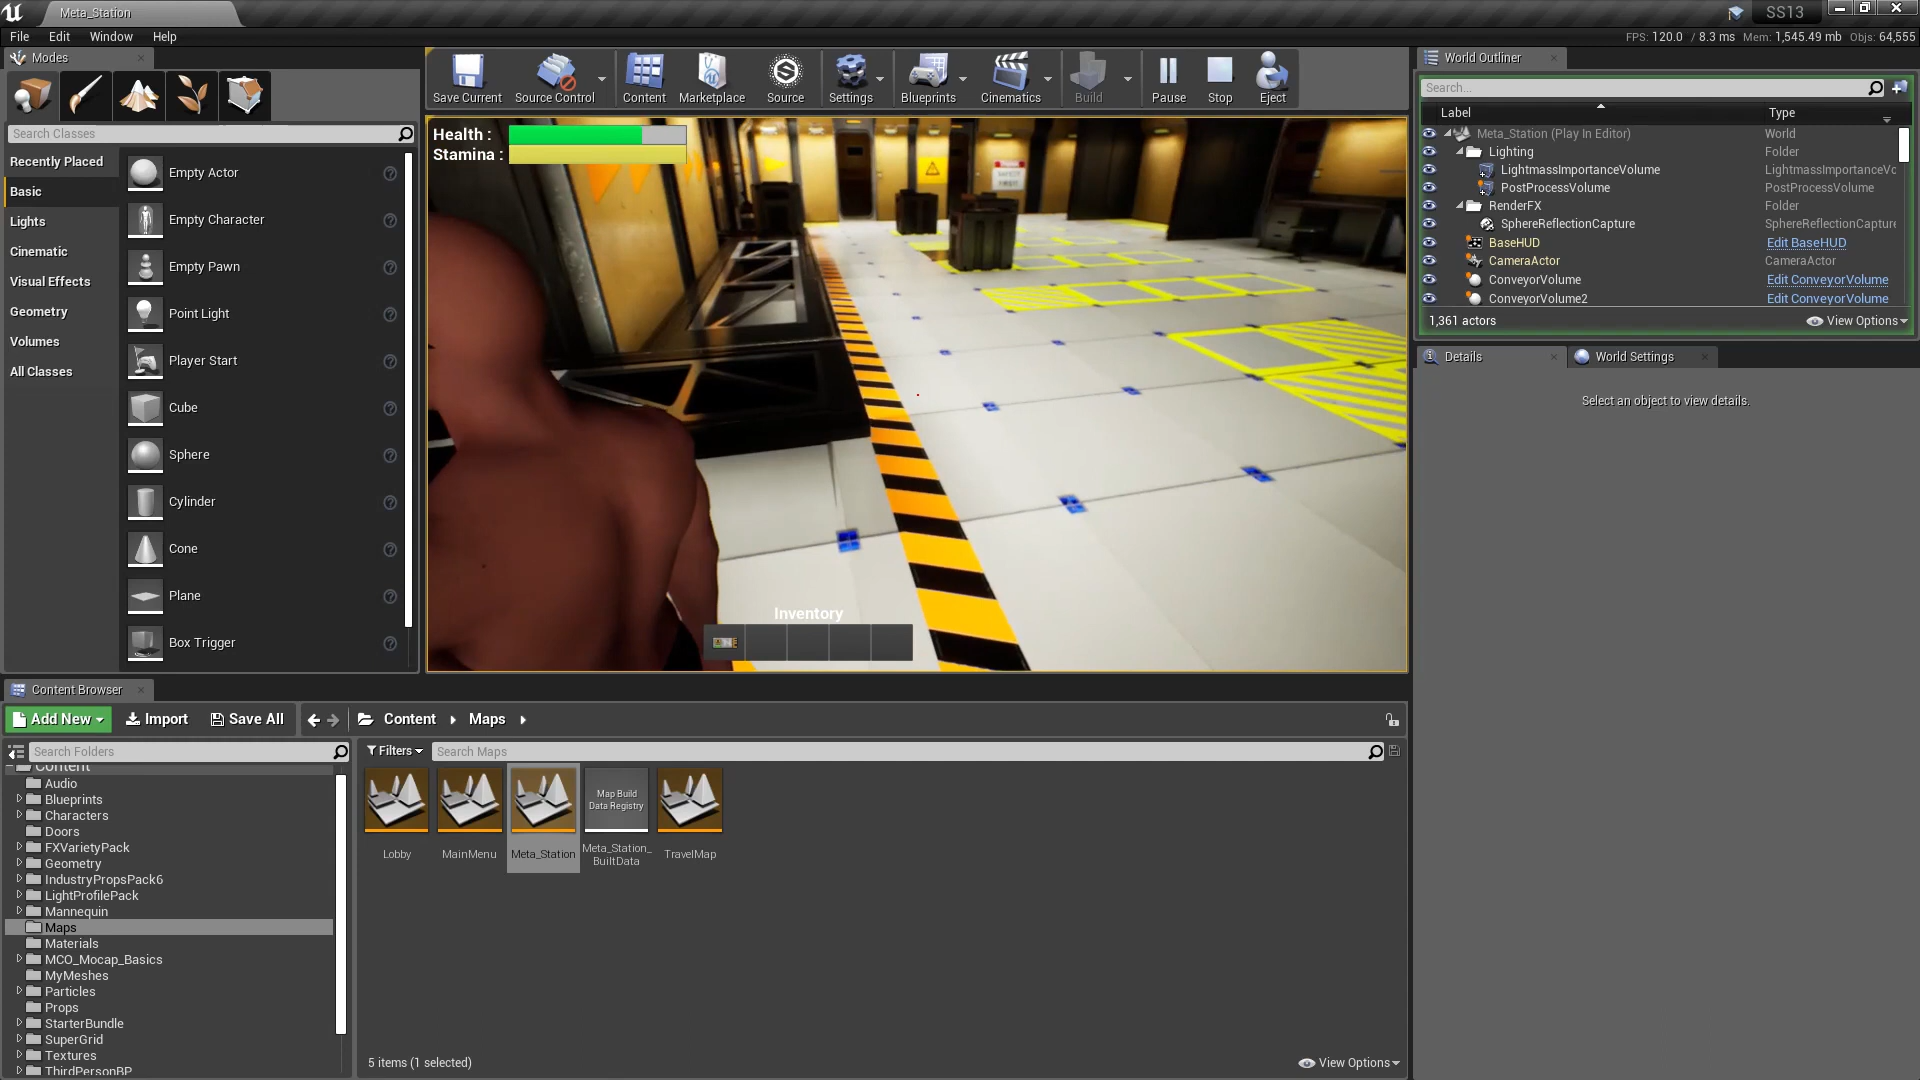 Meta_Station
SS13
File Edit Window Help
FPS: 120.0 / 8.3 ms Mem: 1,545.49 mb Objs: 64,555
Modes
Search Classes
Recently Placed
Basic
Lights
Cinematic
Visual Effects
Geometry
Volumes
All Classes
Empty Actor
Empty Character
Empty Pawn
Point Light
Player Start
Cube
Sphere
Cylinder
Cone
Plane
Box Trigger
Save Current
Source Control
Content
Marketplace
Source
Settings
Blueprints
Cinematics
Build
Pause
Stop
Eject
Health :
Stamina :
Inventory
World Outliner
Search...
Label Type
Meta_Station (Play In Editor) World
Lighting Folder
LightmassImportanceVolume LightmassImportanceVc
PostProcessVolume PostProcessVolume
RenderFX Folder
SphereReflectionCapture SphereReflectionCapture
BaseHUD Edit BaseHUD
CameraActor CameraActor
ConveyorVolume Edit ConveyorVolume
ConveyorVolume2 Edit ConveyorVolume
1,361 actors
View Options
Details
World Settings
Select an object to view details.
Content Browser
Add New
Import
Save All
Content Maps
Search Folders
Content
Audio
Blueprints
Characters
Doors
FXVarietyPack
Geometry
IndustryPropsPack6
LightProfilePack
Mannequin
Maps
Materials
MCO_Mocap_Basics
MyMeshes
Particles
Props
StarterBundle
SuperGrid
Textures
ThirdPersonBP
Filters
Search Maps
Map Build
Data Registry
Lobby
MainMenu
Meta_Station
Meta_Station_
BuiltData
TravelMap
5 items (1 selected)
View Options